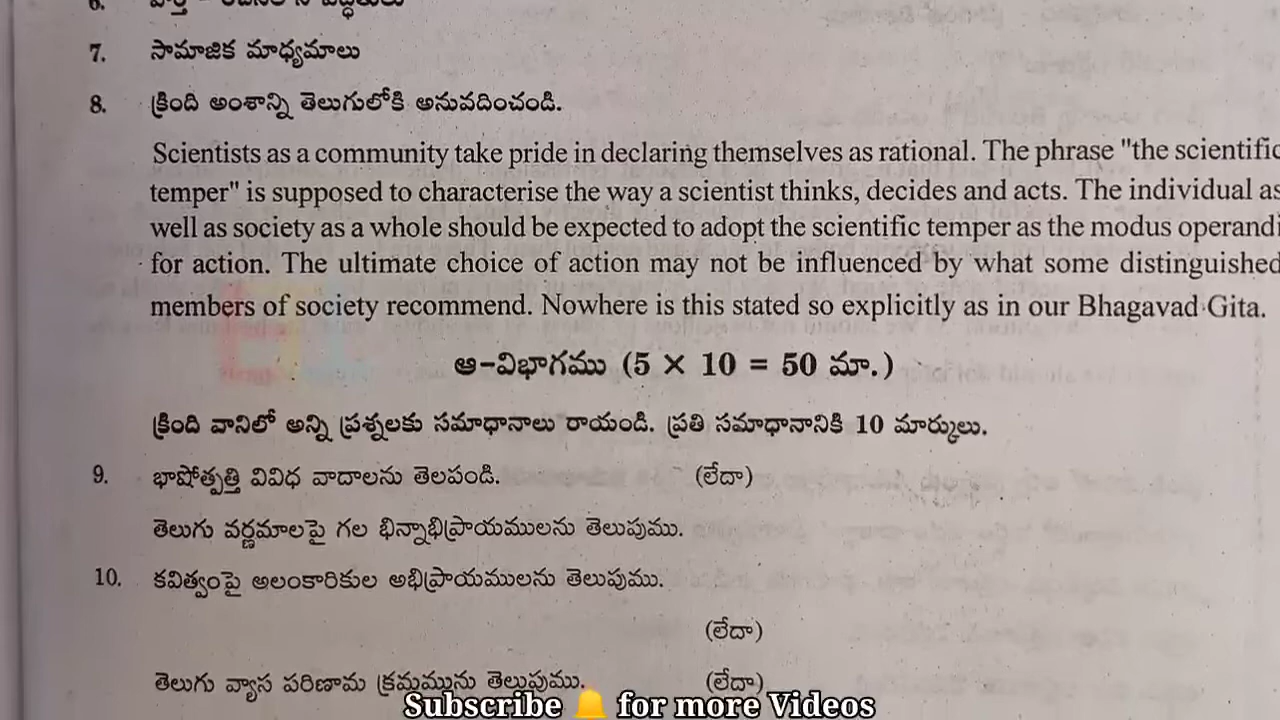 6.
7. సామాజిక మాధ్యమాలు
8. క్రింది అంశాన్ని తెలుగులోకి అనువదించండి.
Scientists as a community take pride in declaring themselves as rational. The phrase "the scientific
temper" is supposed to characterise the way a scientist thinks, decides and acts. The individual as
well as society as a whole should be expected to adopt the scientific temper as the modus operandi
for action. The ultimate choice of action may not be influenced by what some distinguished
members of society recommend. Nowhere is this stated so explicitly as in our Bhagavad Gita.
ఆ-విభాగము (5 × 10 = 50 మా.)
క్రింది వానిలో అన్ని ప్రశ్నలకు సమాధానాలు రాయండి. ప్రతి సమాధానానికి 10 మార్కులు.
9. భాషోత్పత్తి వివిధ వాదాలను తెలపండి. (లేదా)
తెలుగు వర్ణమాలపై గల భిన్నాభిప్రాయములను తెలుపుము.
10. కవిత్వంపై అలంకారికుల అభిప్రాయములను తెలుపుము.
(లేదా)
తెలుగు వ్యాస పరిణామ క్రమమును తెలుపుము. (లేదా)
Subscribe 🔔 for more Videos